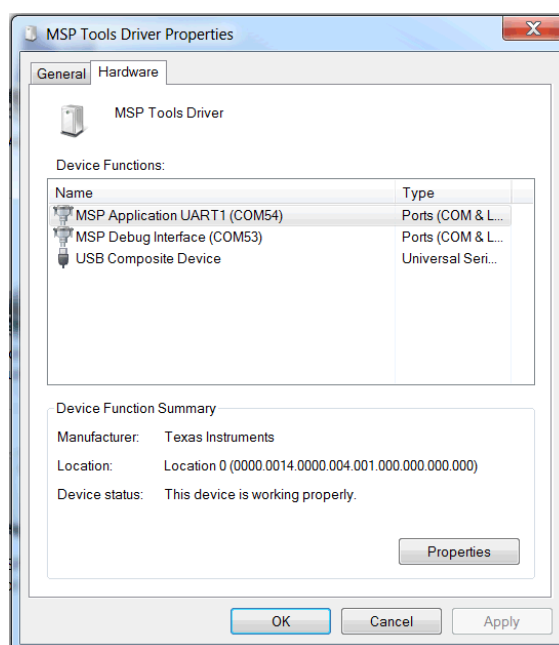 MSP Tools Driver Properties
General Hardware
MSP Tools Driver
Device Functions:
Name Type
MSP Application UART1 (COM54) Ports (COM & L...
MSP Debug Interface (COM53) Ports (COM & L...
USB Composite Device Universal Seri...
Device Function Summary
Manufacturer: Texas Instruments
Location: Location 0 (0000.0014.0000.004.001.000.000.000.000)
Device status: This device is working properly.
Properties
OK Cancel Apply